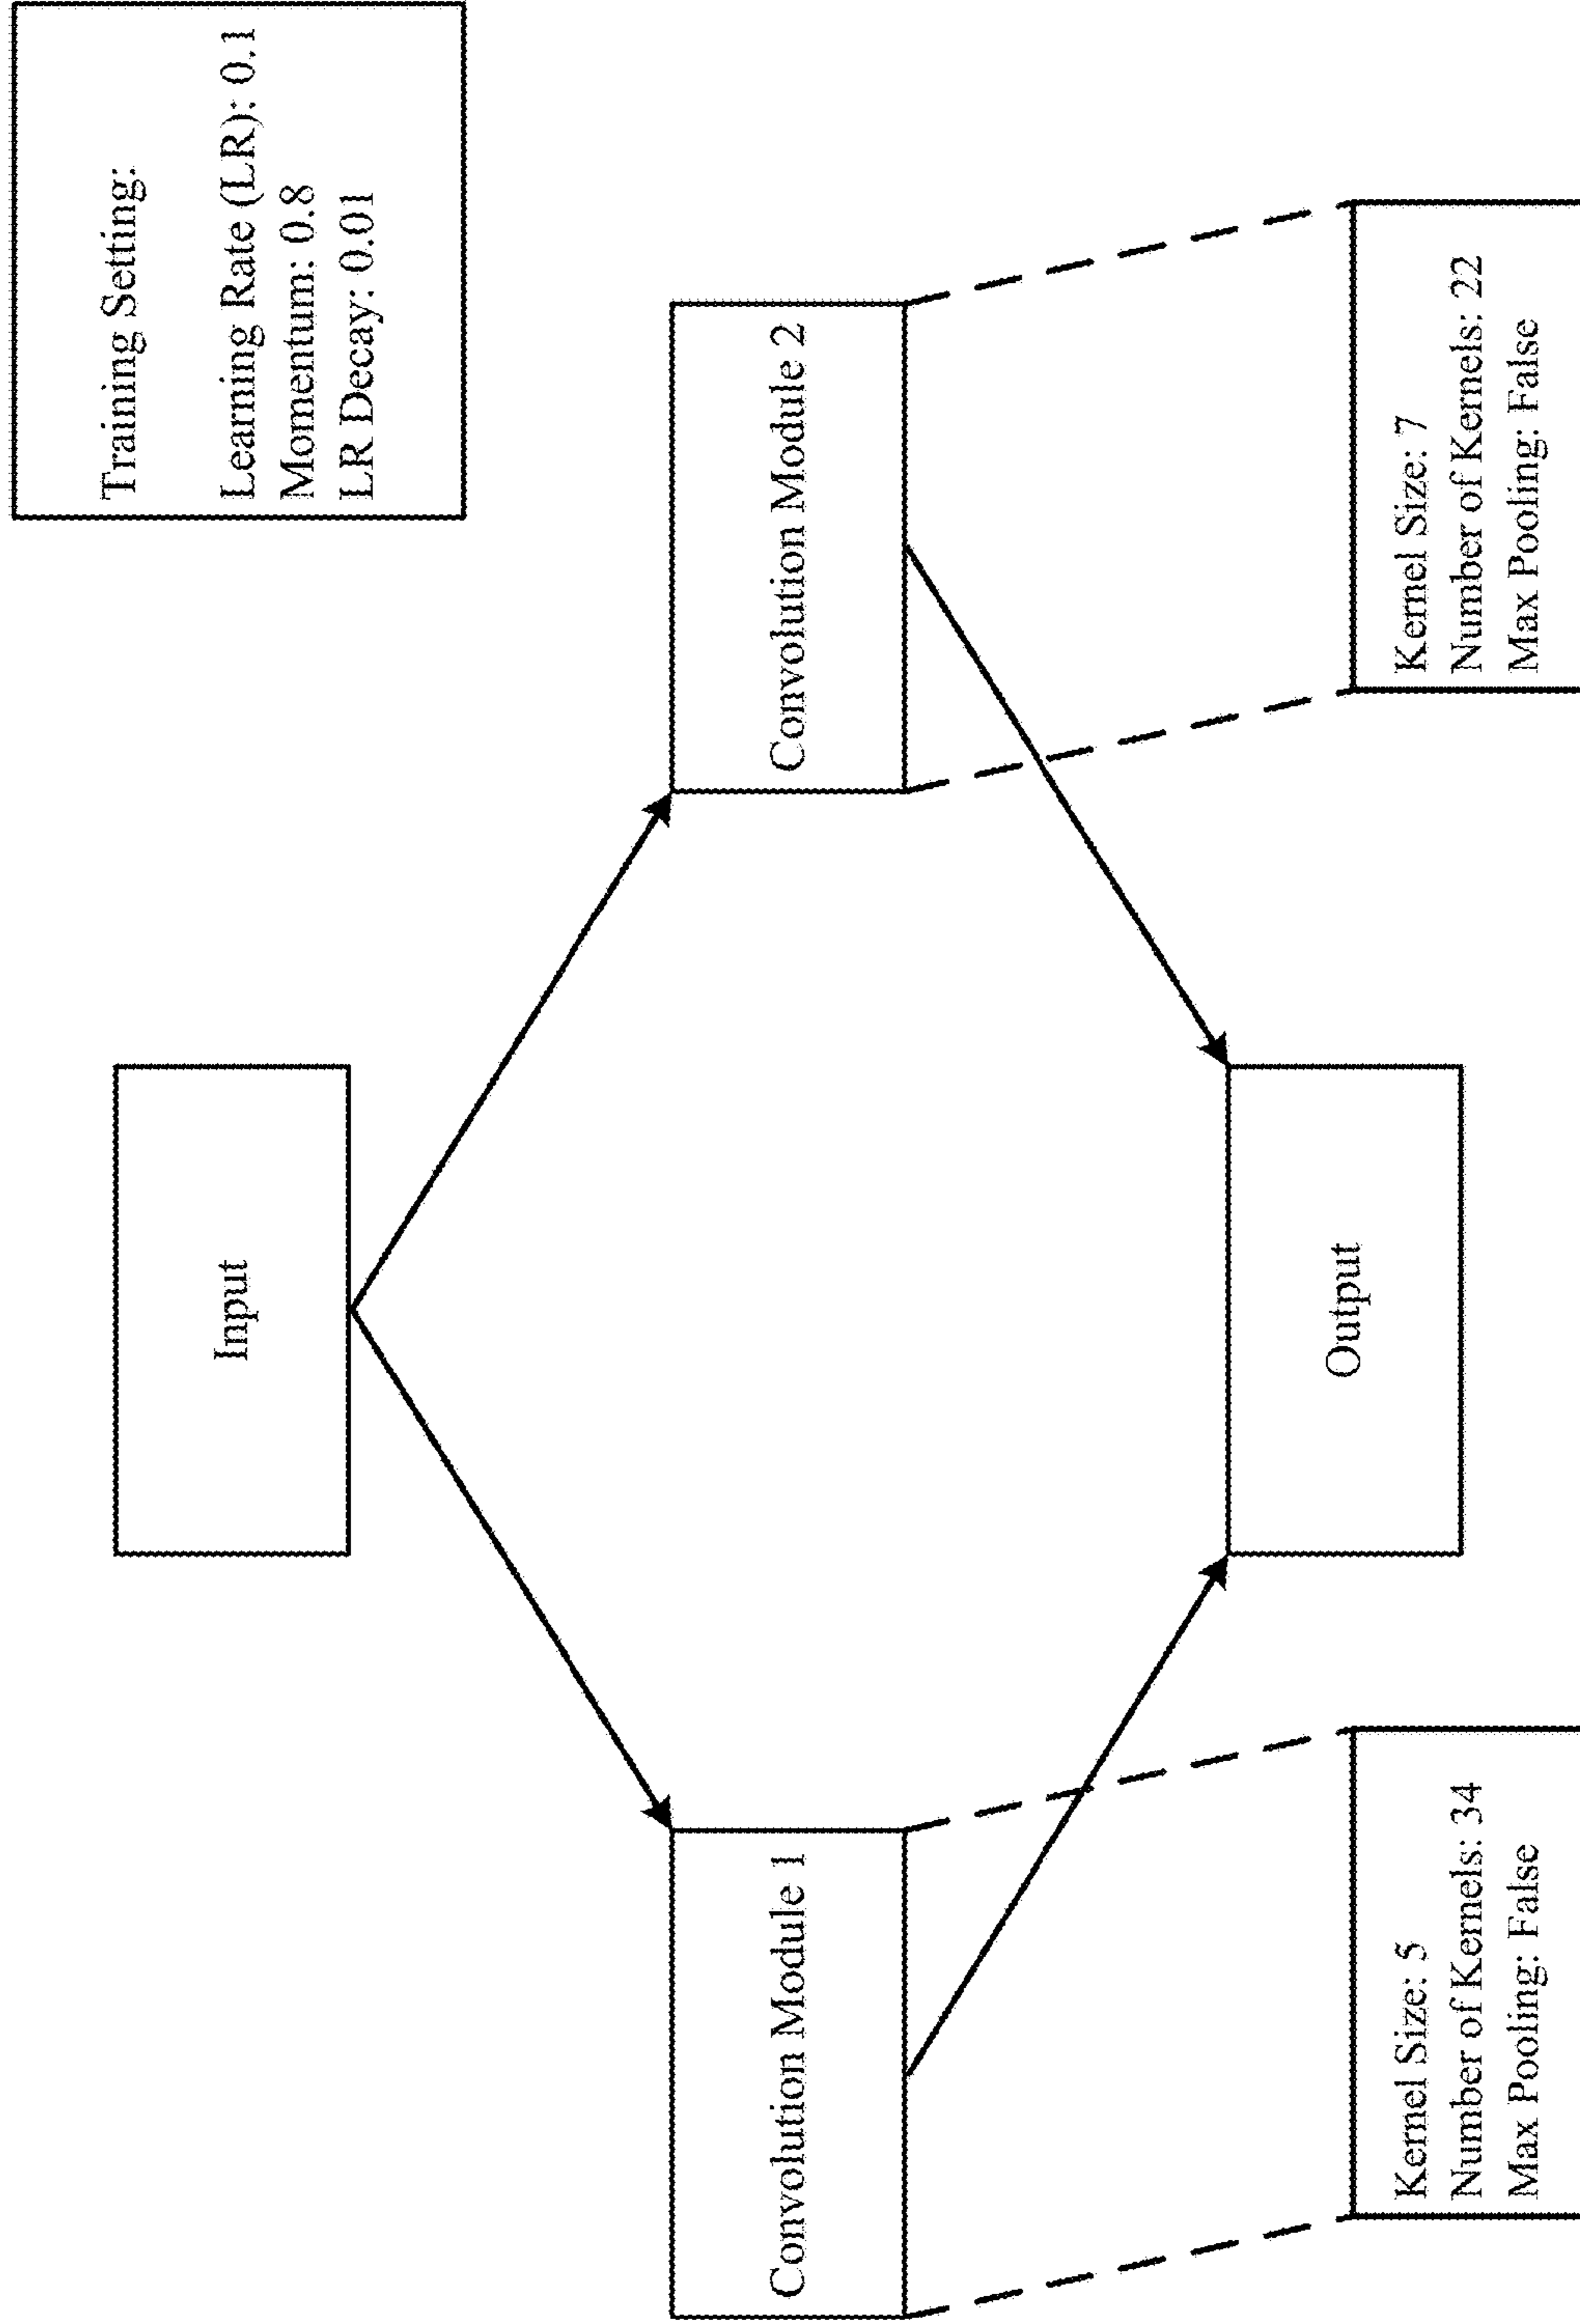 Input
Training Setting:
Learning Rate (LR): 0.1
Momentum: 0.8
LR Decay: 0.01
Convolution Module 1
Convolution Module 2
Output
Kernel Size: 5
Number of Kernels: 34
Max Pooling: False
Kernel Size: 7
Number of Kernels: 22
Max Pooling: False